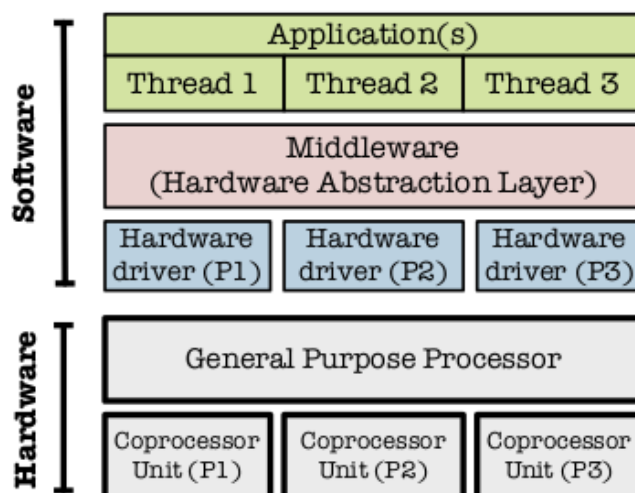 Software
Application(s)
Thread 1
Thread 2
Thread 3
Middleware
(Hardware Abstraction Layer)
Hardware
driver (P1)
Hardware
driver (P2)
Hardware
driver (P3)
Hardware
General Purpose Processor
Coprocessor
Unit (P1)
Coprocessor
Unit (P2)
Coprocessor
Unit (P3)